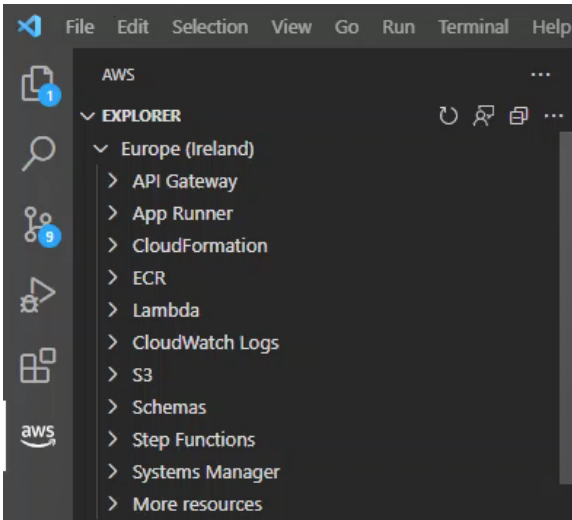 File Edit Selection View Go Run Terminal Help
AWS
EXPLORER
1
Europe (Ireland)
API Gateway
App Runner
9
CloudFormation
ECR
Lambda
CloudWatch Logs
S3
Schemas
aws
Step Functions
Systems Manager
More resources